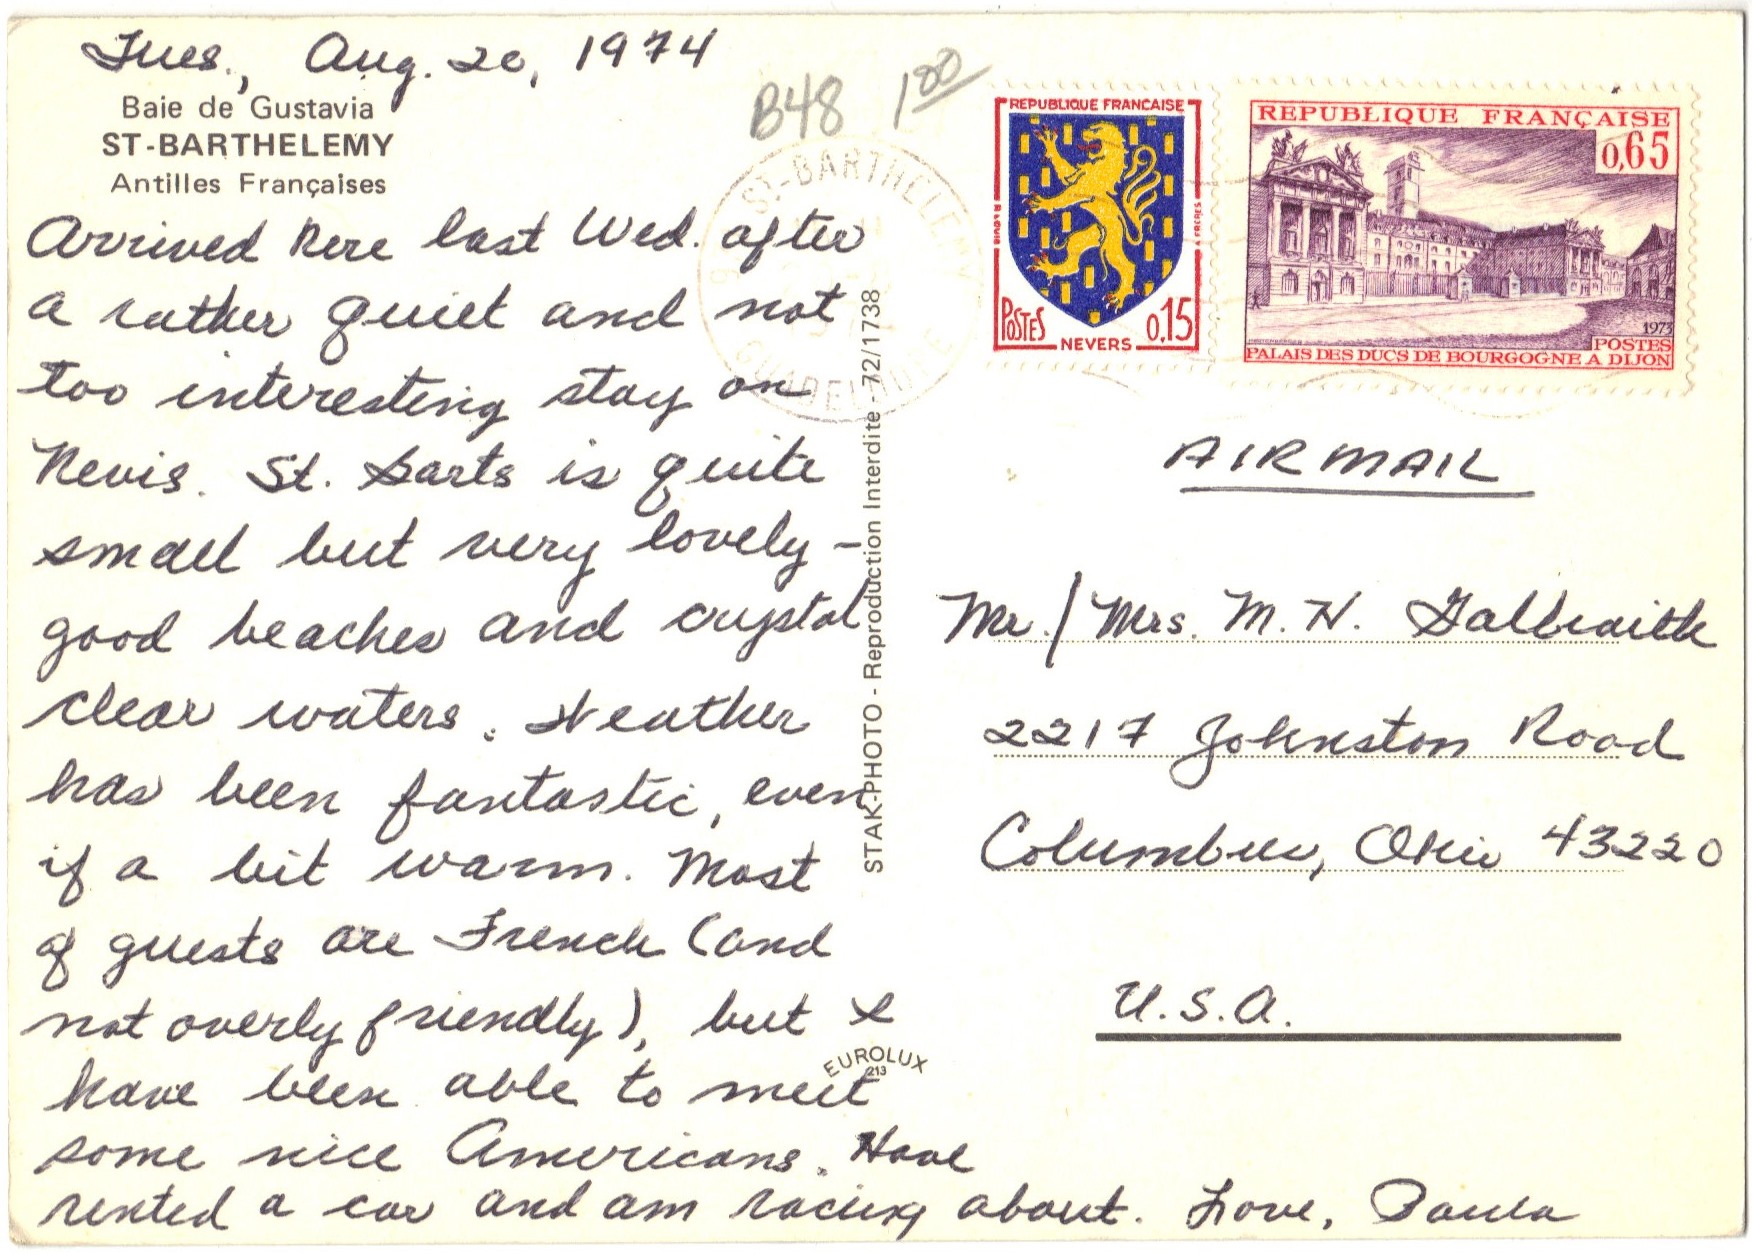 Tues., Aug. 20, 1974
Baie de Gustavia
ST-BARTHELEMY
Antilles Françaises
Arrived here last Wed. after
a rather quiet and not
too interesting stay on
Nevis. St. Barts is quite
small but very lovely -
good beaches and crystal
clear waters. Weather
has been fantastic, even
if a bit warm. Most
of guests are French (and
not overly friendly), but I
have been able to meet
some nice Americans. Have
rented a car and am racing about. Love, Paula
B48 1.00
ST-BARTHELEMY
GUADELOUPE
STAK-PHOTO - Reproduction Interdite - 72/1738
EUROLUX
213
REPUBLIQUE FRANCAISE
POSTES 0,15
NEVERS
REPUBLIQUE FRANÇAISE
0,65
1973
POSTES
PALAIS DES DUCS DE BOURGOGNE A DIJON
AIRMAIL
Mr./Mrs. M. H. Galbraith
2217 Johnston Road
Columbus, Ohio 43220
U.S.A.